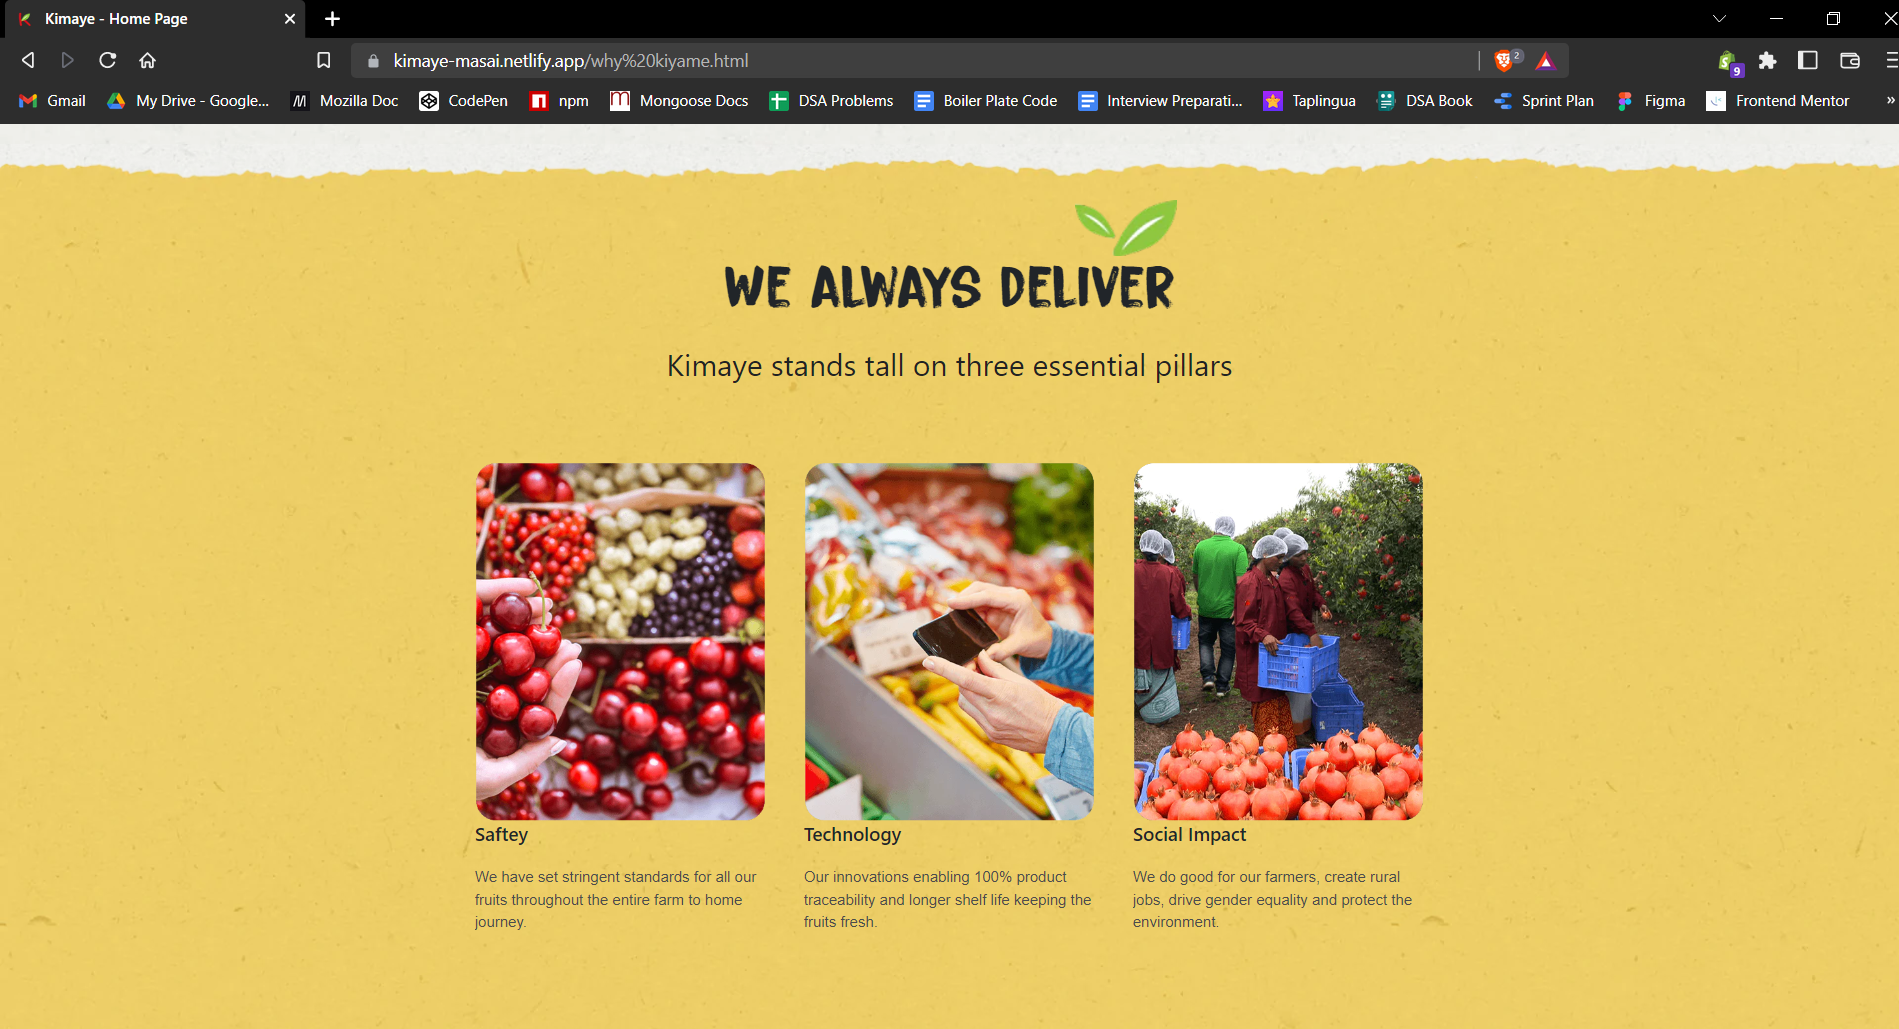 Kimaye - Home Page
kimaye-masai.netlify.app/why%20kiyame.html
2
9
Gmail
My Drive - Google...
Mozilla Doc
CodePen
npm
Mongoose Docs
DSA Problems
Boiler Plate Code
Interview Preparati...
Taplingua
DSA Book
Sprint Plan
Figma
Frontend Mentor
»
WE ALWAYS DELIVER
Kimaye stands tall on three essential pillars
Saftey
We have set stringent standards for all our
fruits throughout the entire farm to home
journey.
Technology
Our innovations enabling 100% product
traceability and longer shelf life keeping the
fruits fresh.
Social Impact
We do good for our farmers, create rural
jobs, drive gender equality and protect the
environment.